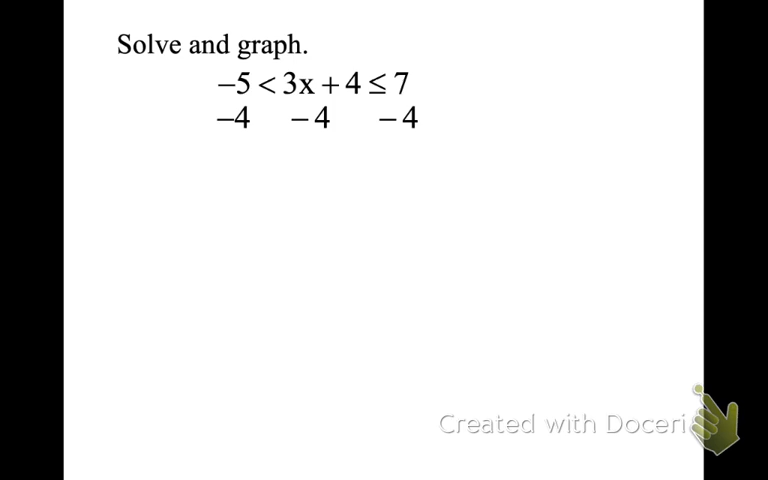 Solve and graph.
−5 < 3x + 4 ≤ 7
−4 − 4 − 4
Created with Doceri